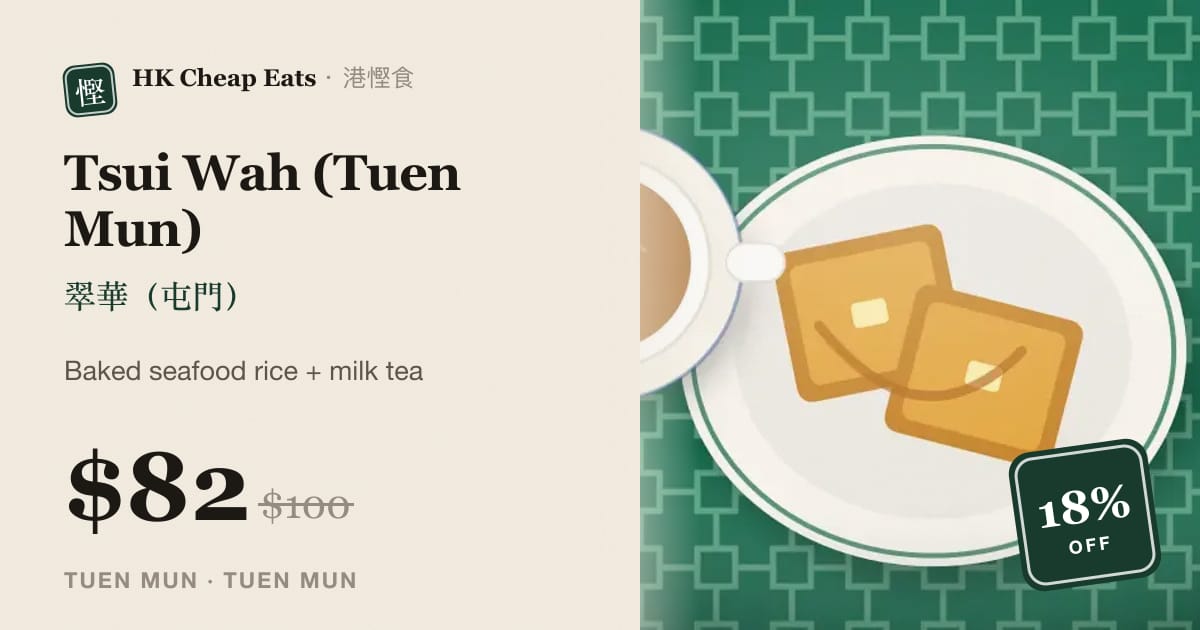 慳
HK Cheap Eats · 港慳食
Tsui Wah (Tuen
Mun)
翠華（屯門）
Baked seafood rice + milk tea
$82 $100
TUEN MUN · TUEN MUN
18%
OFF